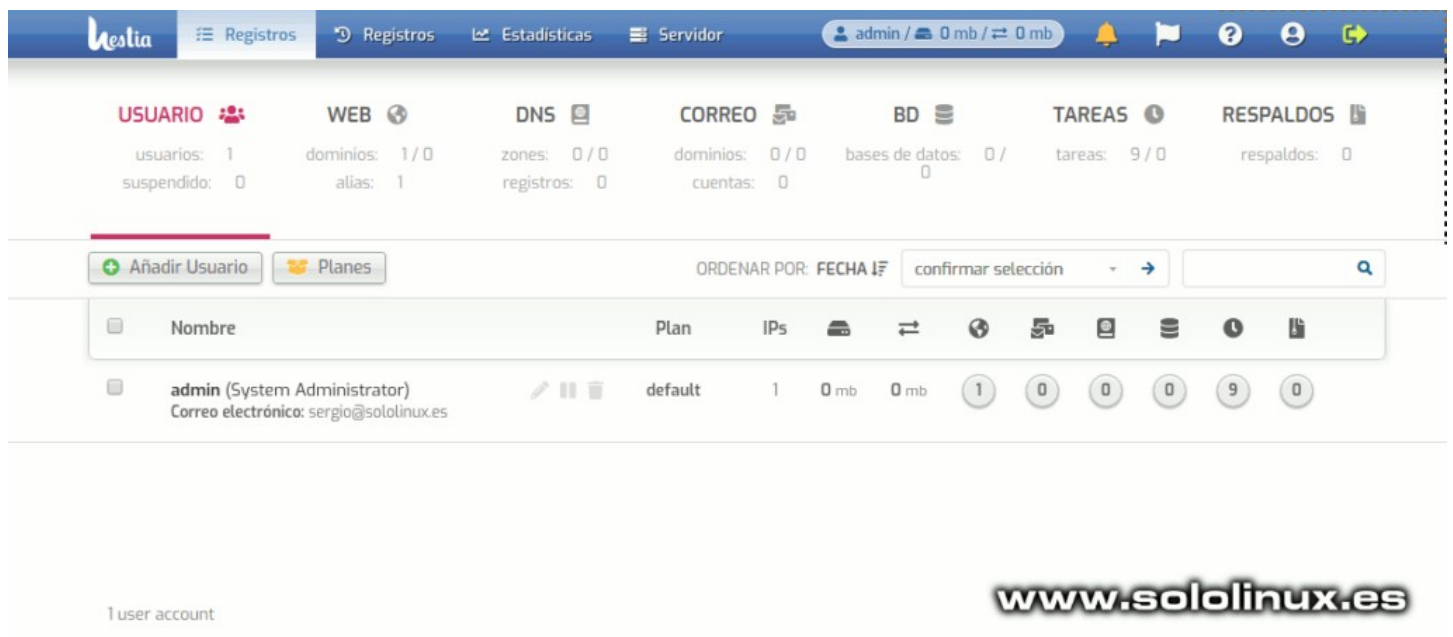 hestia Registros Registros Estadísticas Servidor admin / 0 mb / 0 mb
USUARIO WEB DNS CORREO BD TAREAS RESPALDOS
usuarios: 1 dominios: 1 / 0 zones: 0 / 0 dominios: 0 / 0 bases de datos: 0 / tareas: 9 / 0 respaldos: 0
0
suspendido: 0 alias: 1 registros: 0 cuentas: 0
Añadir Usuario Planes ORDENAR POR: FECHA confirmar selección
Nombre Plan IPs
admin (System Administrator) default 1 0 mb 0 mb 1 0 0 0 9 0
Correo electrónico: sergio@sololinux.es
www.sololinux.es
1 user account